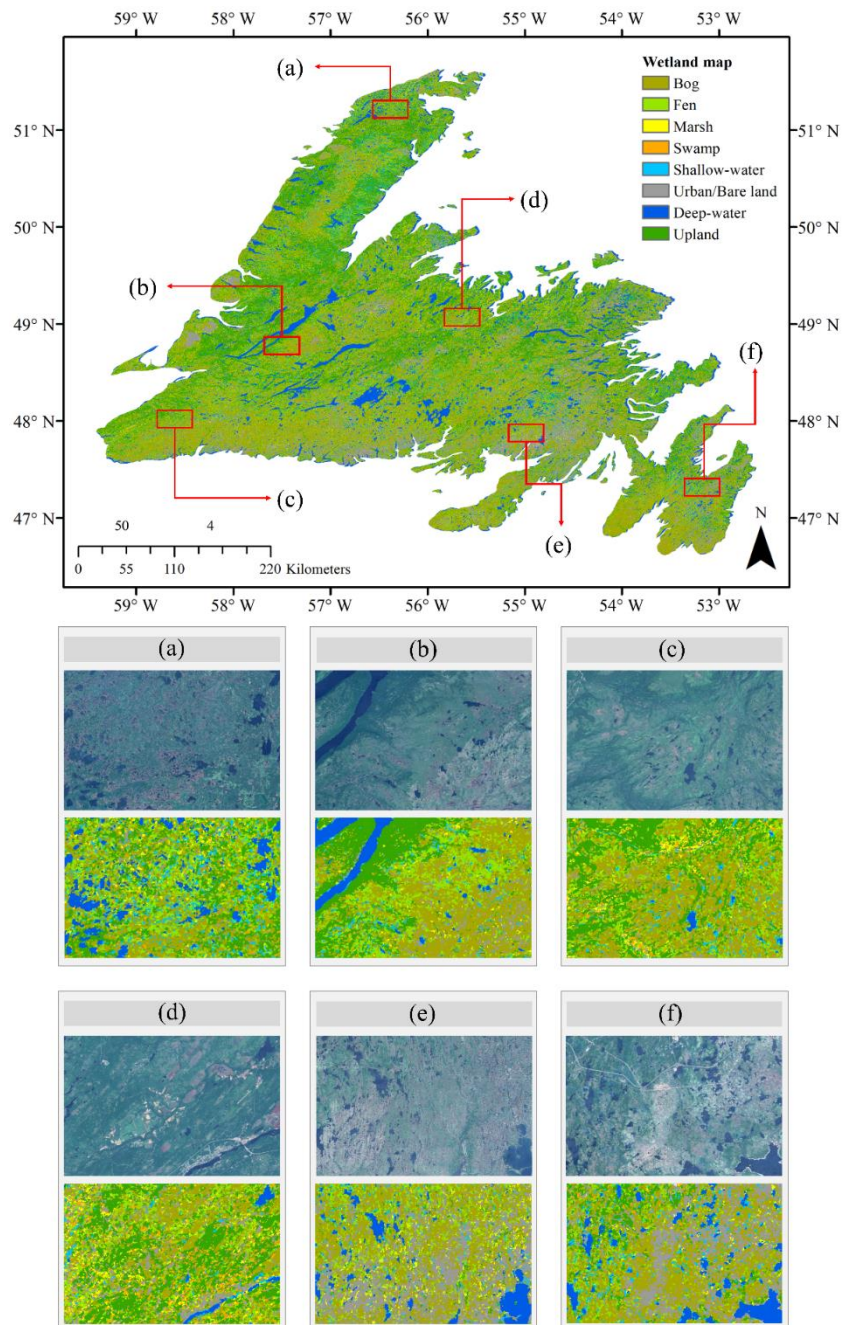 59° W 58° W 57° W 56° W 55° W 54° W 53° W
(a)
Wetland map
Bog
Fen
Marsh
Swamp
Shallow-water
Urban/Bare land
Deep-water
Upland
51° N 51° N
(d)
50° N 50° N
(b)
49° N 49° N
(f)
48° N 48° N
(c)
47° N 47° N
(e)
N
50 4
0 55 110 220 Kilometers
59° W 58° W 57° W 56° W 55° W 54° W 53° W
(a) (b) (c)
(d) (e) (f)